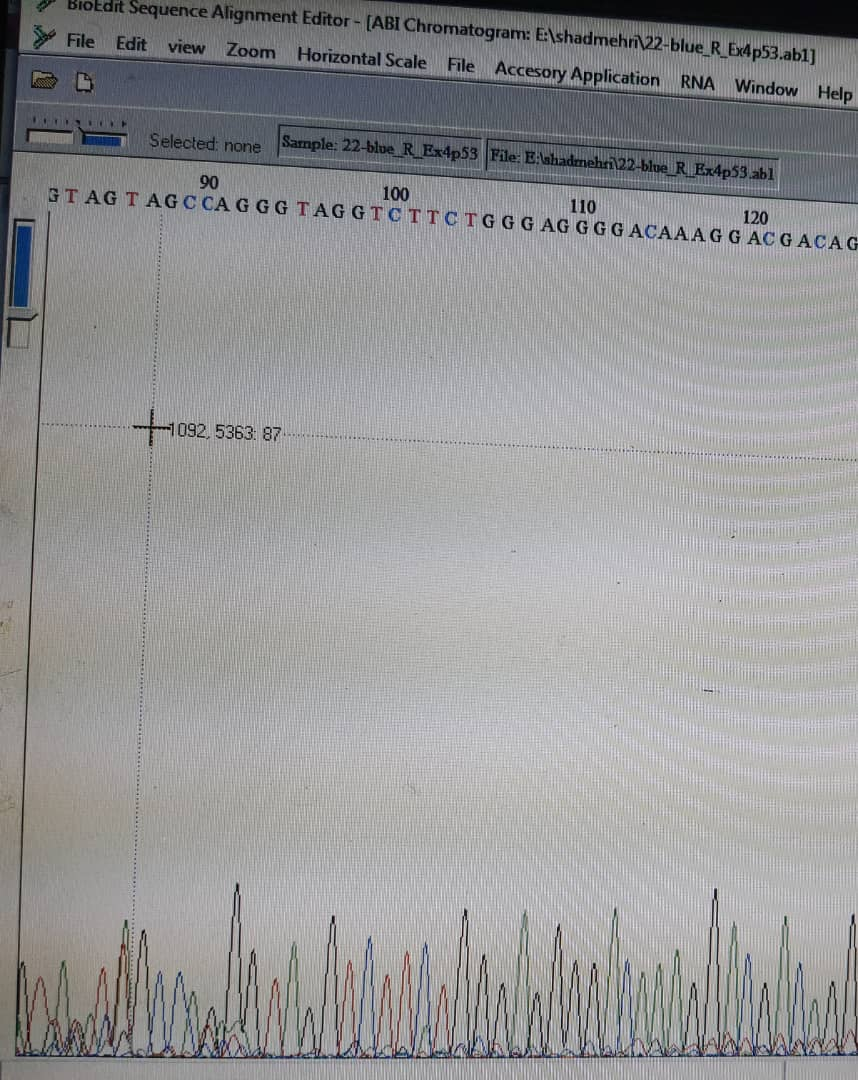 BioEdit Sequence Alignment Editor - [ABI Chromatogram: E:\shadmehri\22-blue_R_Ex4p53.ab1]
File Edit view Zoom Horizontal Scale File Accesory Application RNA Window Help
Selected: none Sample: 22-blue_R_Ex4p53 File: E:\shadmehri\22-blue_R_Ex4p53.ab1
90 100 110 120
G T A G T A G C C A G G G T A G G T C T T C T G G G A G G G G A C A A A G G A C G A C A G
1092, 5363: 87